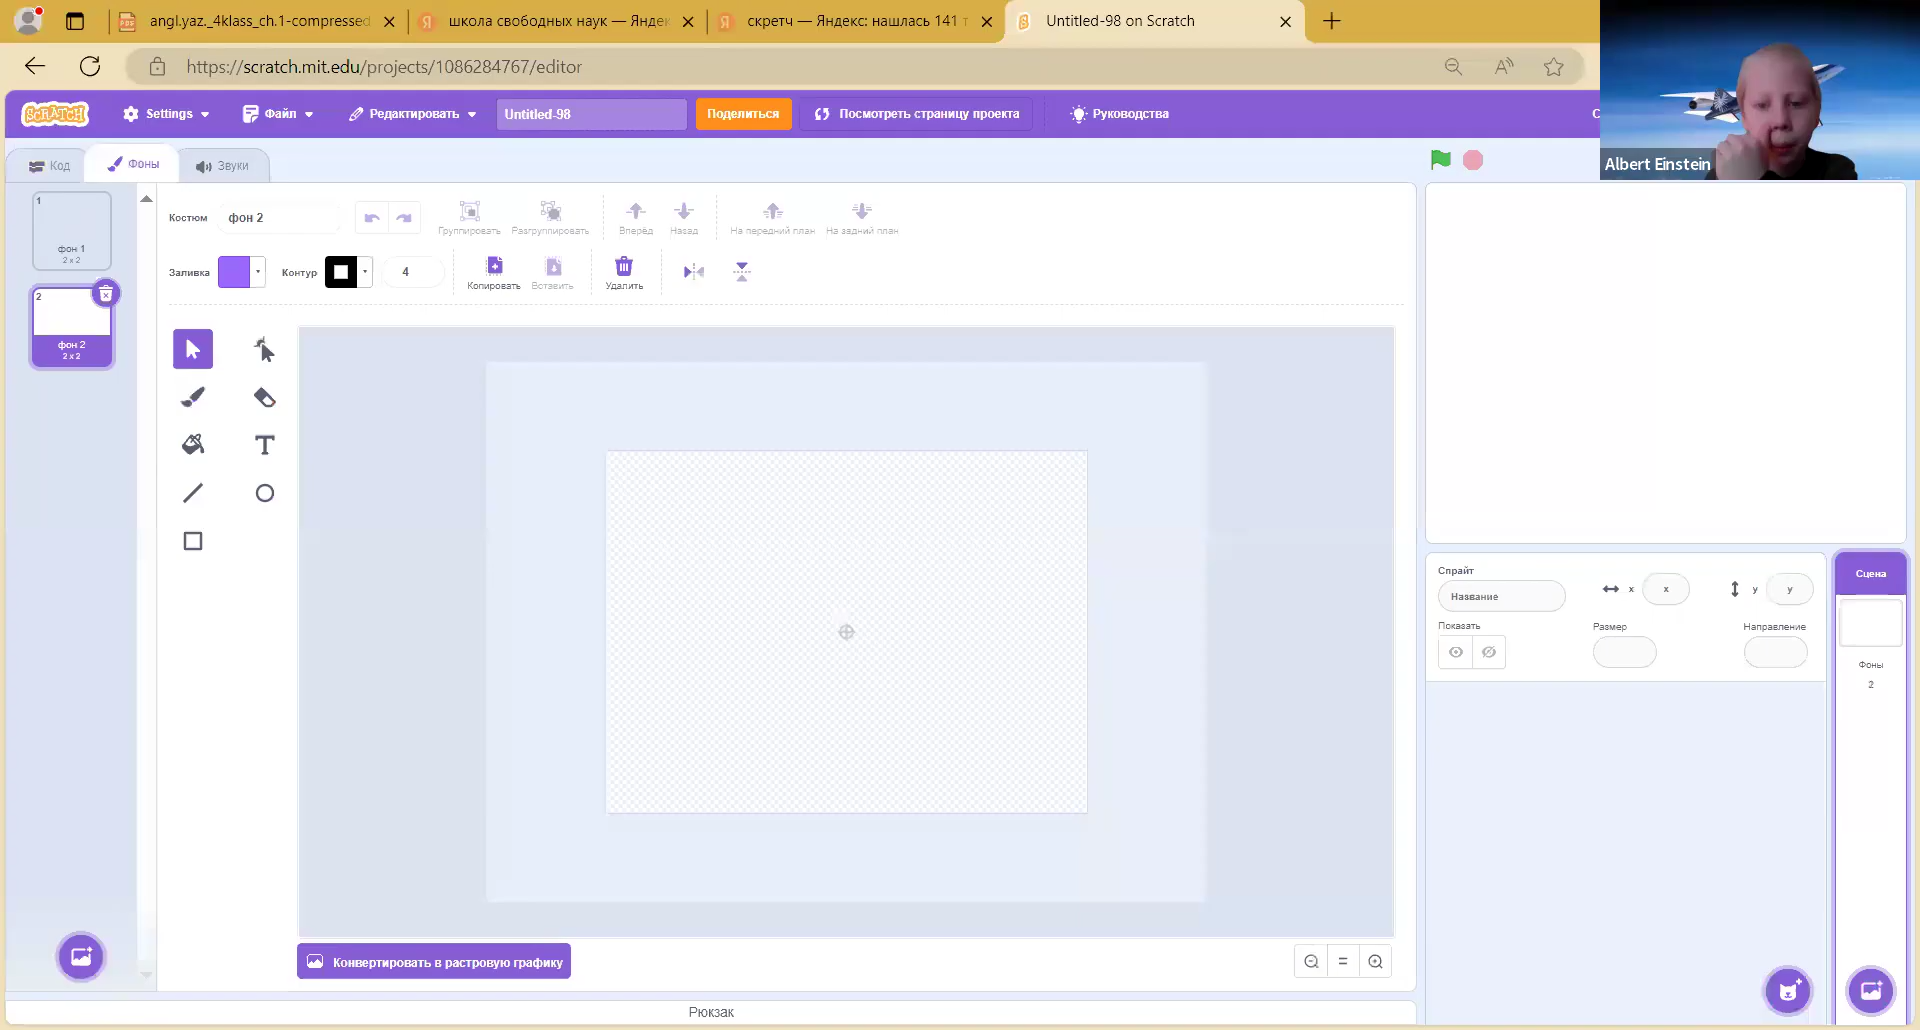 angl.yaz._4klass_ch.1-compressed
школа свободных наук — Яндек
скретч — Яндекс: нашлась 141 т
Untitled-98 on Scratch
https://scratch.mit.edu/projects/1086284767/editor
SCRATCH
Settings
Файл
Редактировать
Untitled-98
Поделиться
Посмотреть страницу проекта
Руководства
С
Albert Einstein
Код
Фоны
Звуки
1
фон 1
2 x 2
2
фон 2
2 x 2
Костюм
фон 2
Группировать
Разгруппировать
Вперёд
Назад
На передний план
На задний план
Заливка
Контур
4
Копировать
Вставить
Удалить
T
Конвертировать в растровую графику
=
Рюкзак
Спрайт
Название
x
x
y
y
Показать
Размер
Направление
Сцена
Фоны
2